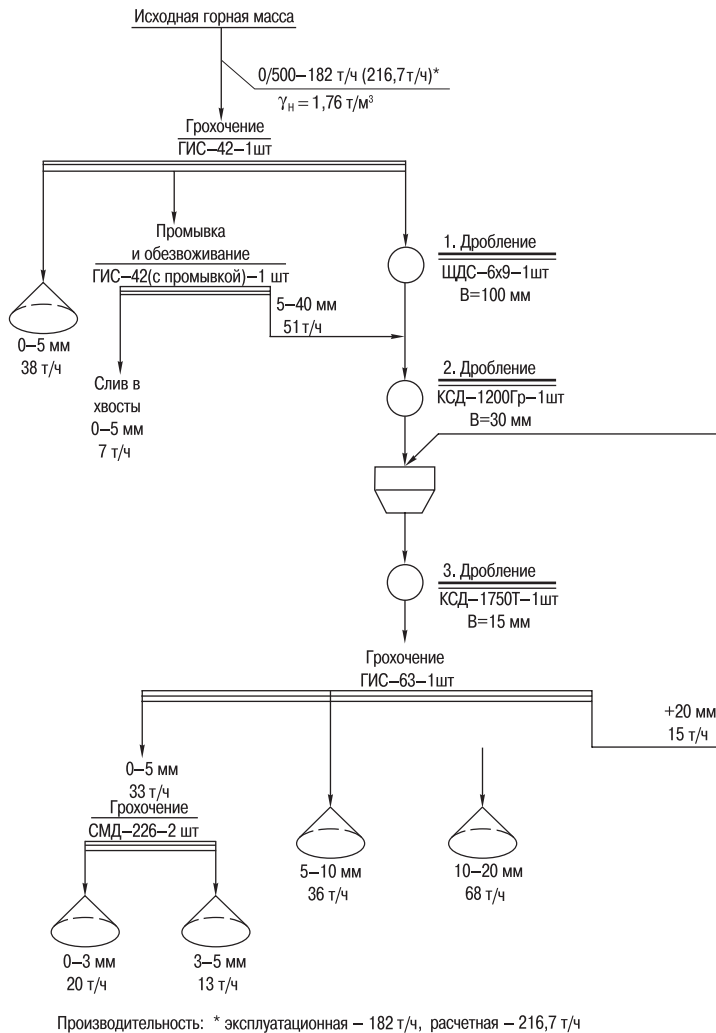 Исходная горная масса
0/500–182 т/ч (216,7т/ч)*
γн = 1,76 т/м³
Грохочение
ГИС–42–1шт
Промывка
и обезвоживание
ГИС–42(с промывкой)–1 шт
1. Дробление
ЩДС–6х9–1шт
В=100 мм
5–40 мм
51 т/ч
0–5 мм
38 т/ч
Слив в
хвосты
0–5 мм
7 т/ч
2. Дробление
КСД–1200Гр–1шт
В=30 мм
3. Дробление
КСД–1750Т–1шт
В=15 мм
Грохочение
ГИС–63–1шт
+20 мм
15 т/ч
0–5 мм
33 т/ч
Грохочение
СМД–226–2 шт
5–10 мм
36 т/ч
10–20 мм
68 т/ч
0–3 мм
20 т/ч
3–5 мм
13 т/ч
Производительность: * эксплуатационная – 182 т/ч, расчетная – 216,7 т/ч